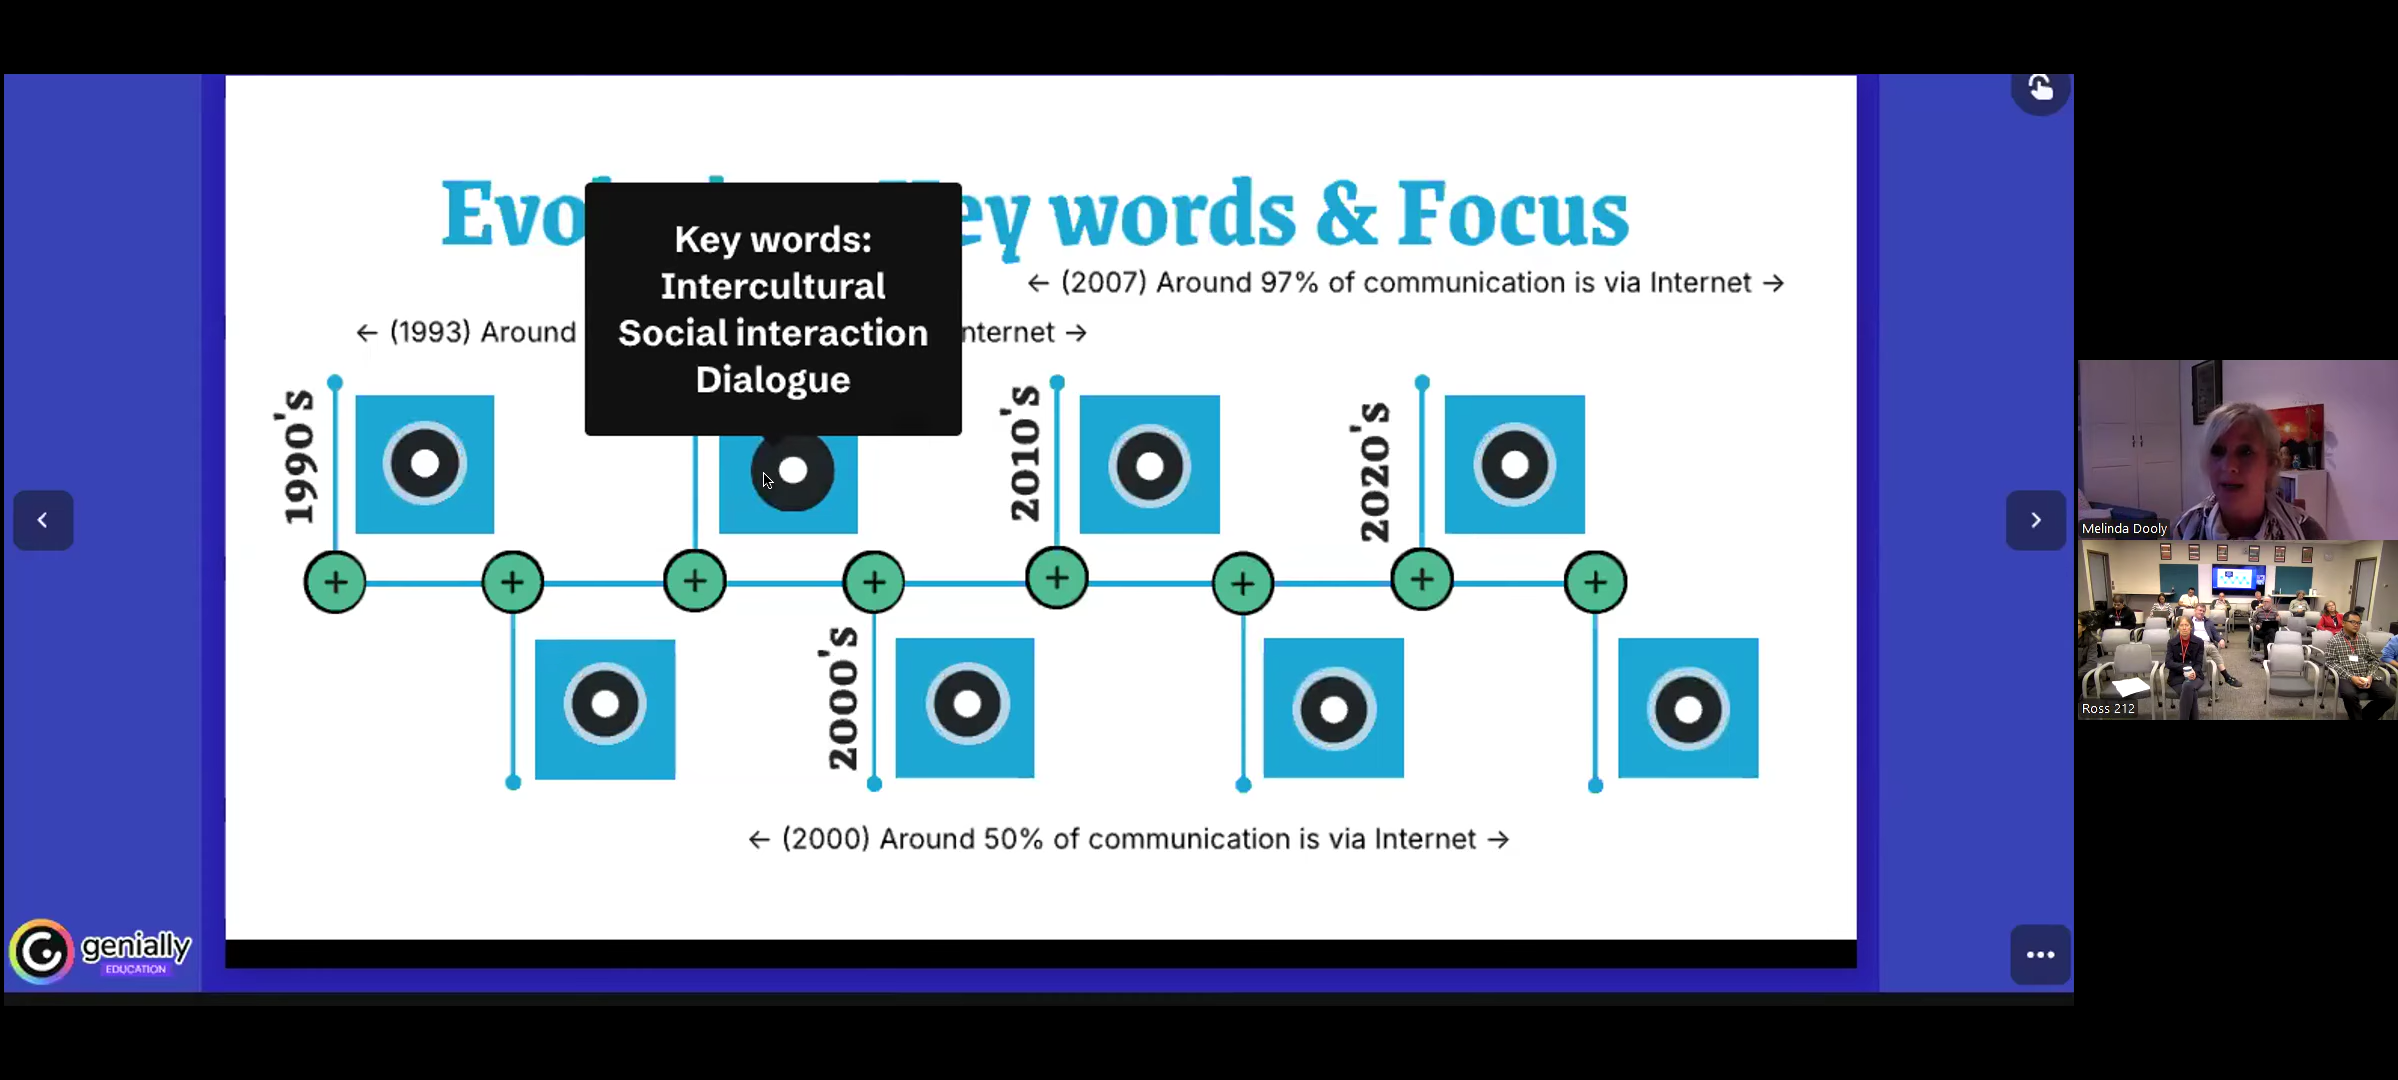 Evo ey words & Focus
Key words:
Intercultural
Social interaction
Dialogue
← (2007) Around 97% of communication is via Internet →
← (1993) Around nternet →
1990's
2010's
2020's
2000's
← (2000) Around 50% of communication is via Internet →
genially
EDUCATION
Melinda Dooly
Ross 212